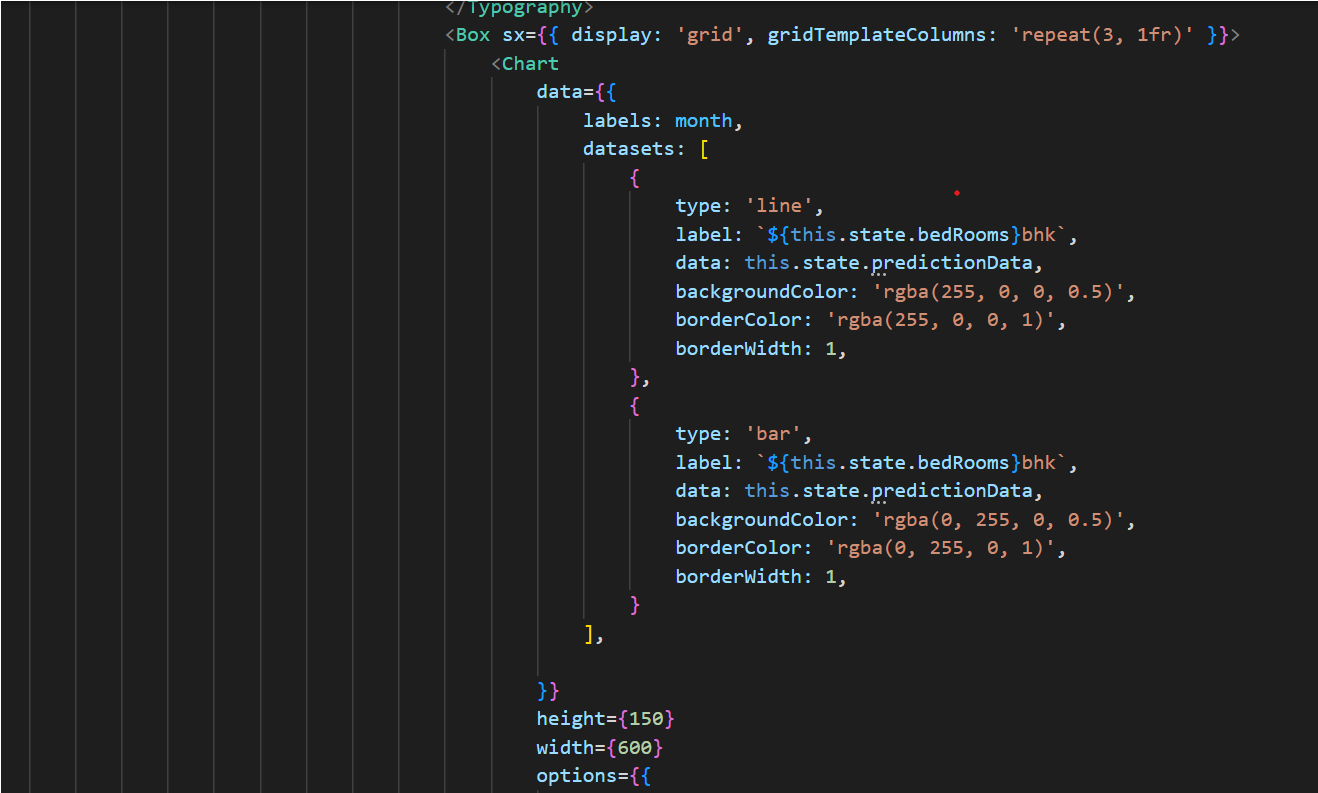 </Typography>
<Box sx={{ display: 'grid', gridTemplateColumns: 'repeat(3, 1fr)' }}>
<Chart
data={{
labels: month,
datasets: [
{
type: 'line',
label: `${this.state.bedRooms}bhk`,
data: this.state.predictionData,
backgroundColor: 'rgba(255, 0, 0, 0.5)',
borderColor: 'rgba(255, 0, 0, 1)',
borderWidth: 1,
},
{
type: 'bar',
label: `${this.state.bedRooms}bhk`,
data: this.state.predictionData,
backgroundColor: 'rgba(0, 255, 0, 0.5)',
borderColor: 'rgba(0, 255, 0, 1)',
borderWidth: 1,
}
],
}}
height={150}
width={600}
options={{